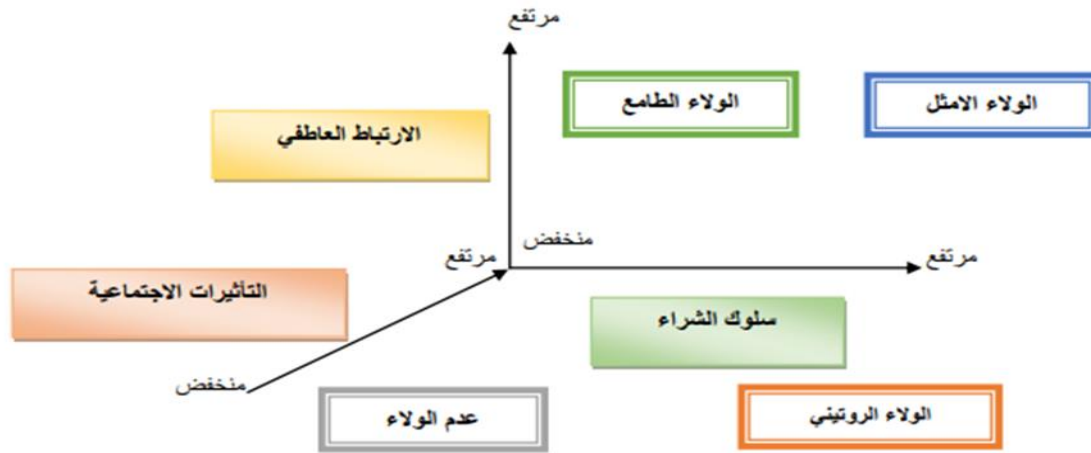 مرتفع
الولاء الامثل
الولاء الطامع
الارتباط العاطفي
منخفض
مرتفع
مرتفع
التأثيرات الاجتماعية
سلوك الشراء
منخفض
الولاء الروتيني
عدم الولاء